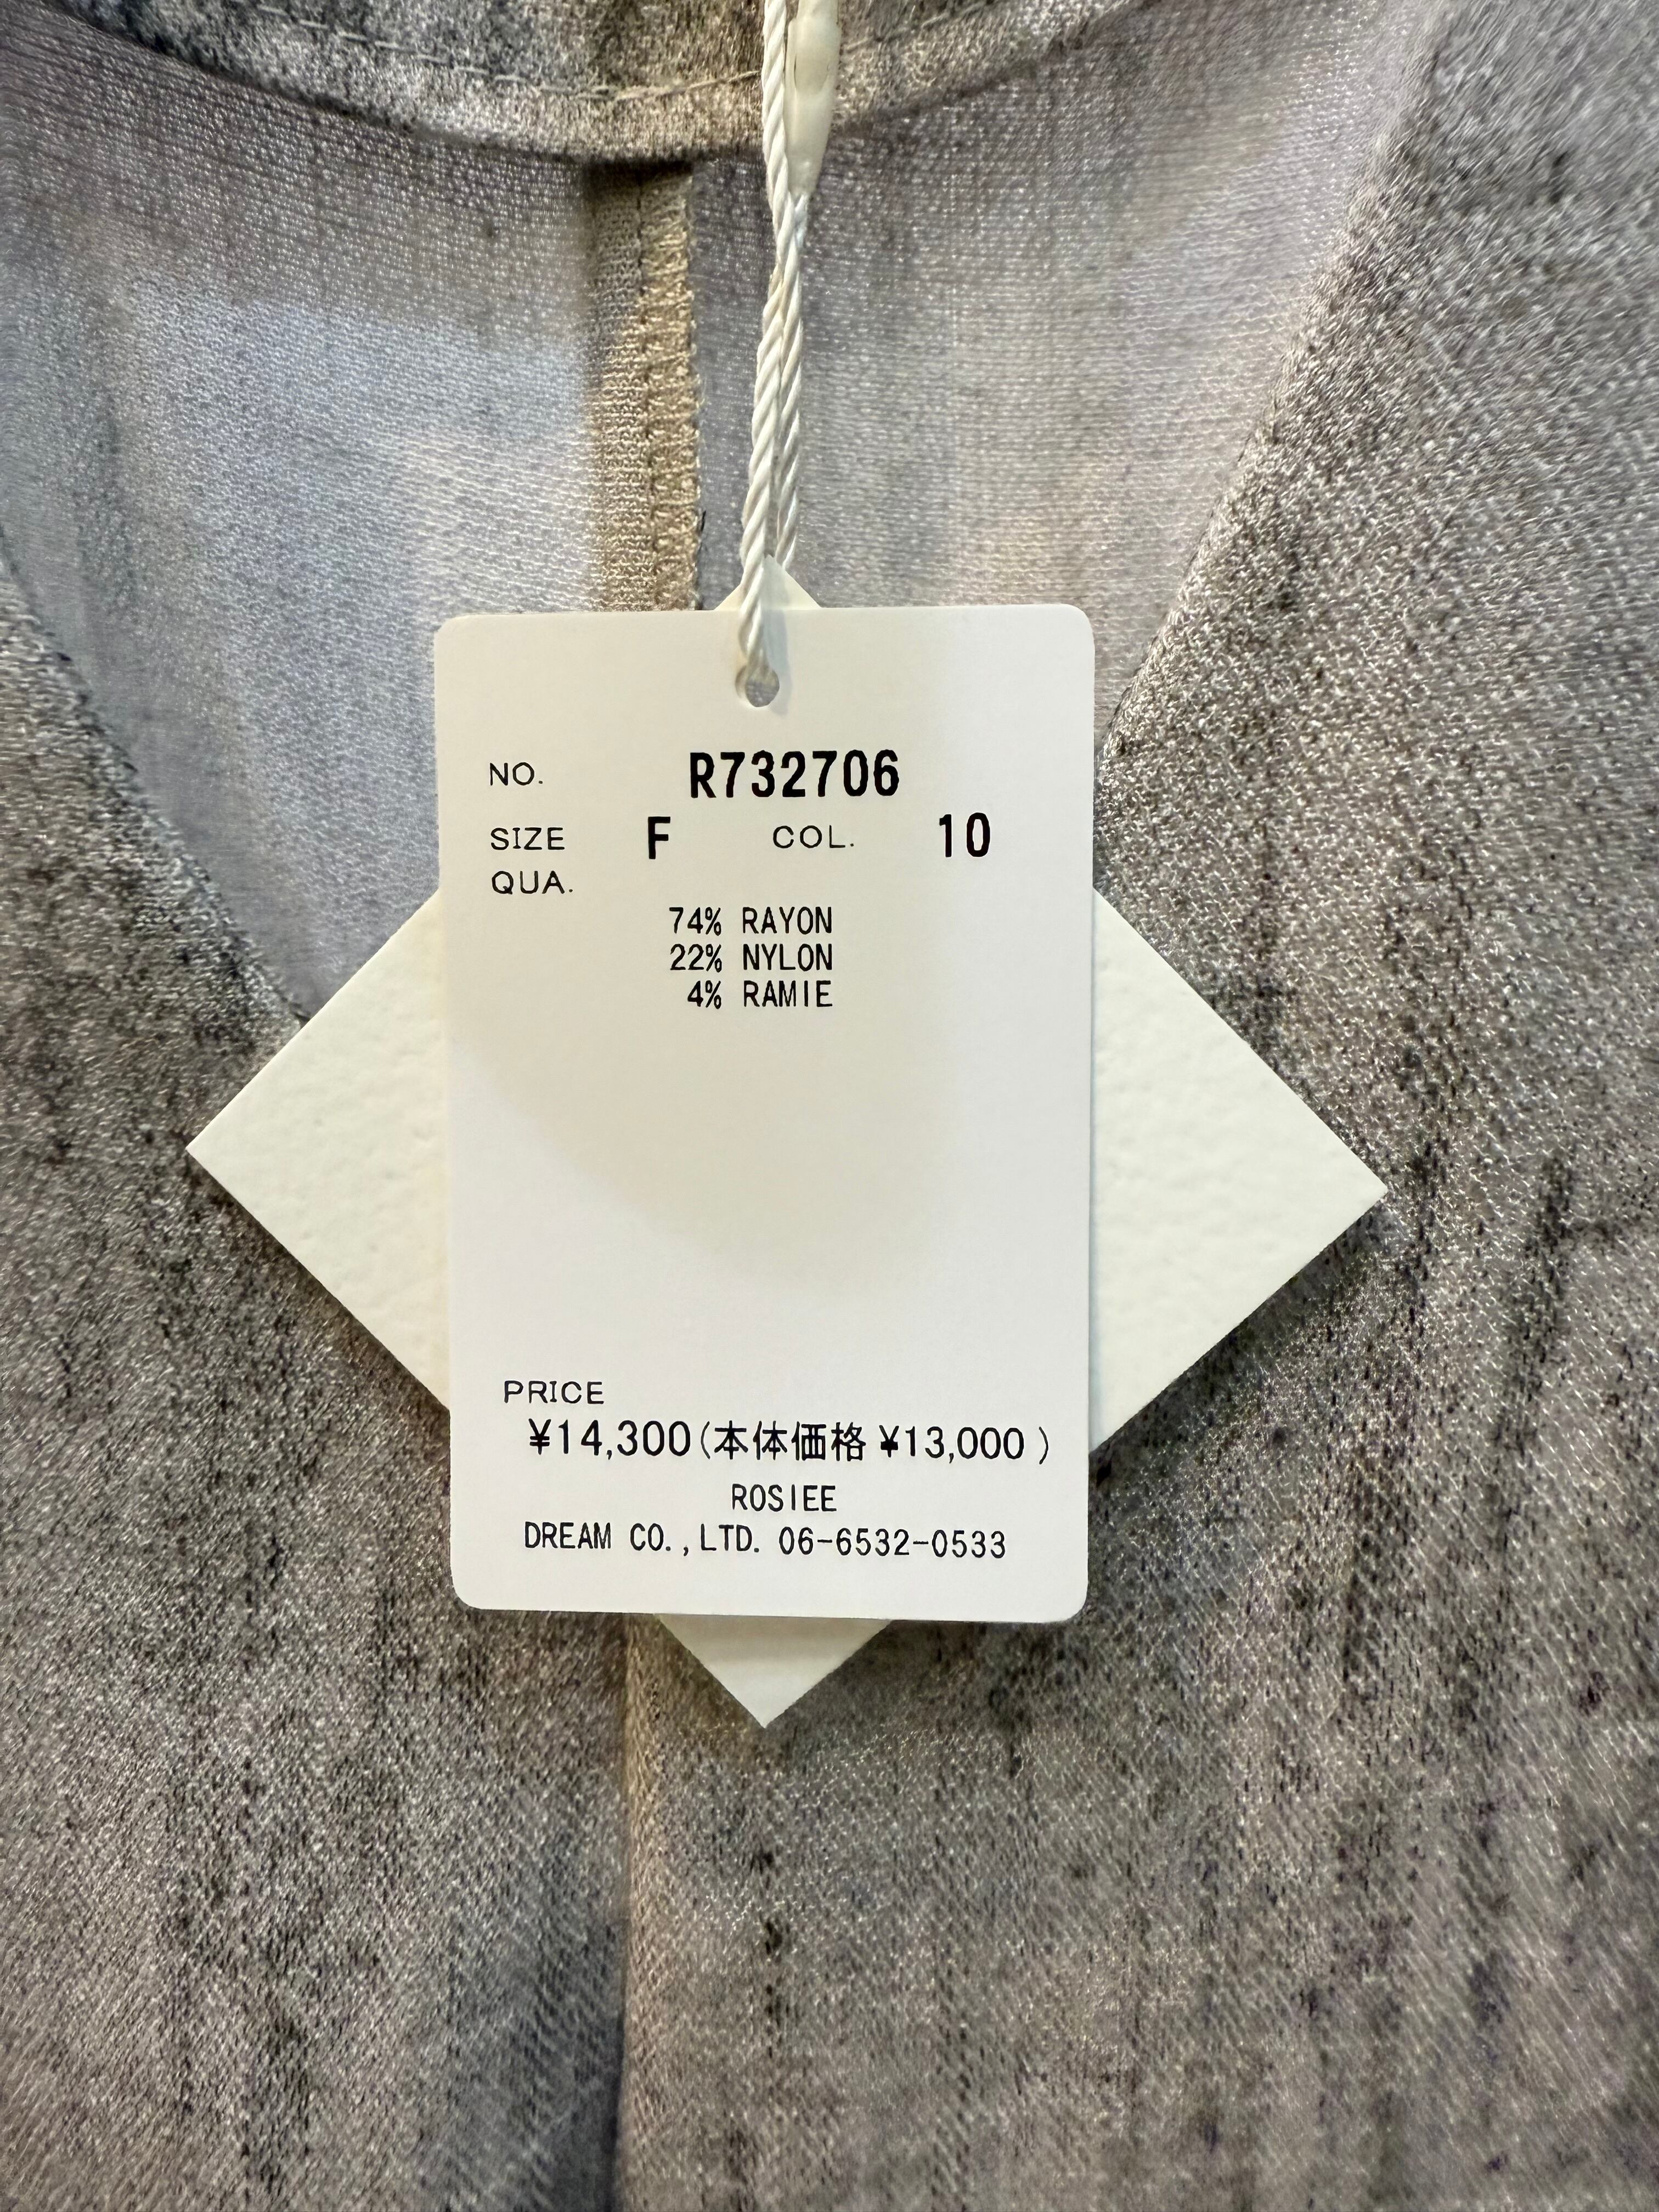 NO. R732706
SIZE F COL. 10
QUA.
74% RAYON
22% NYLON
4% RAMIE
PRICE
¥14,300(本体価格 ¥13,000 )
ROSIEE
DREAM CO.,LTD. 06-6532-0533